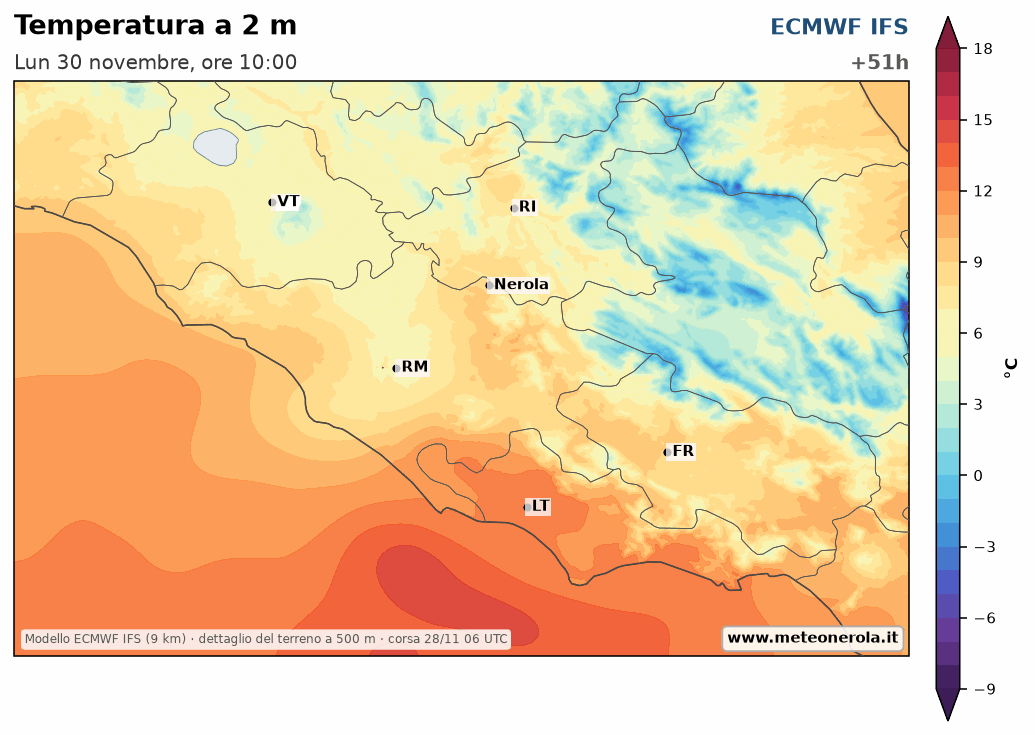 Temperatura a 2 m
ECMWF IFS
Lun 30 novembre, ore 10:00
+51h
18
15
12
9
6
3
0
−3
−6
−9
°C
VT
RI
Nerola
RM
FR
LT
Modello ECMWF IFS (9 km) · dettaglio del terreno a 500 m · corsa 28/11 06 UTC
www.meteonerola.it